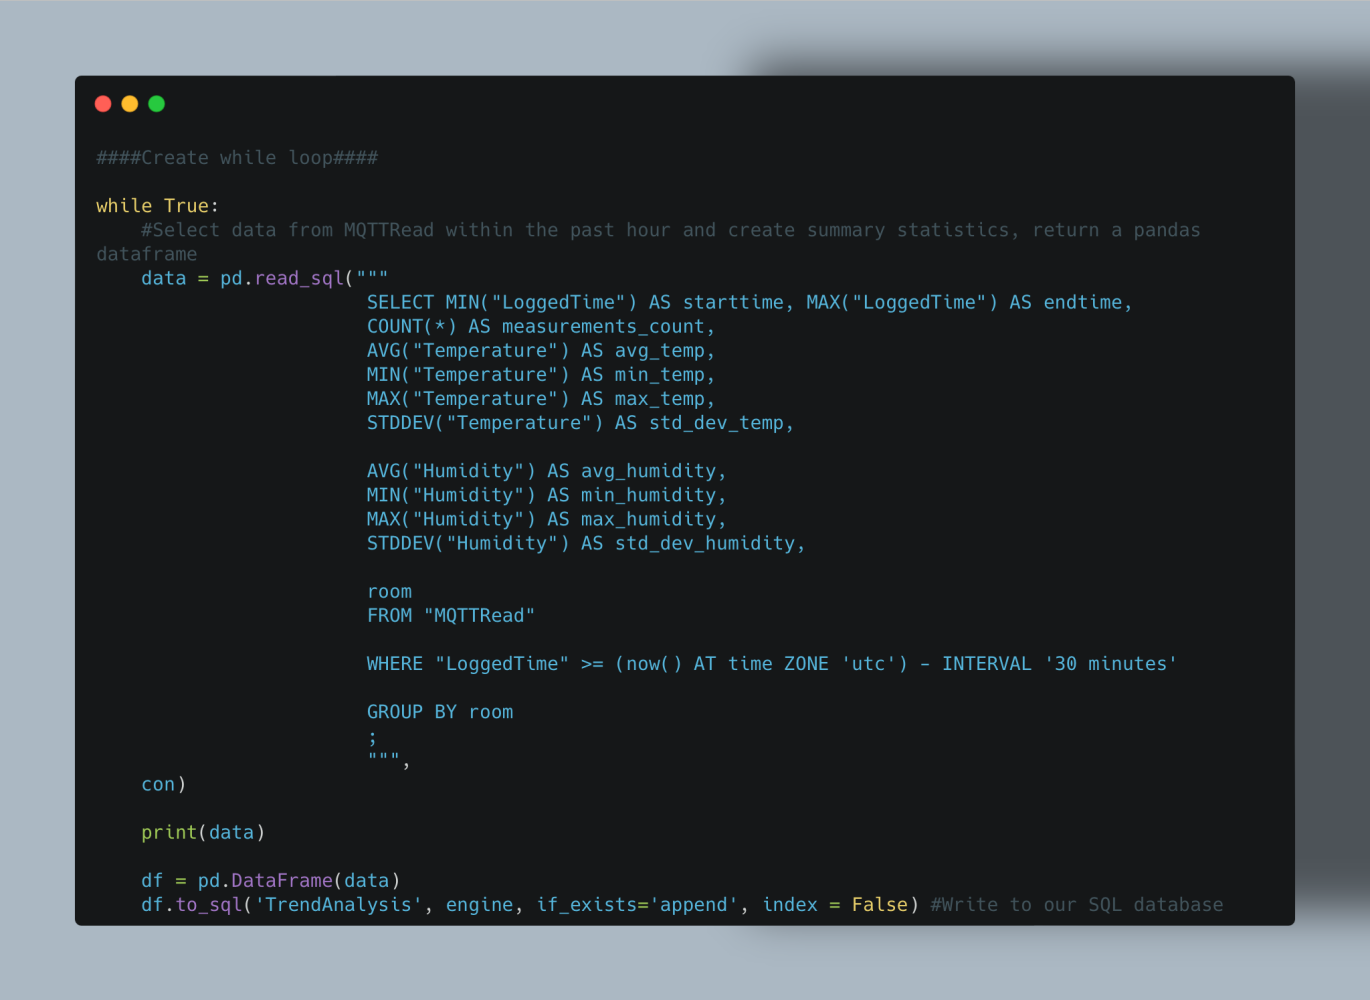 ####Create while loop####
while True:
#Select data from MQTTRead within the past hour and create summary statistics, return a pandas
dataframe
data = pd.read_sql("""
SELECT MIN("LoggedTime") AS starttime, MAX("LoggedTime") AS endtime,
COUNT(*) AS measurements_count,
AVG("Temperature") AS avg_temp,
MIN("Temperature") AS min_temp,
MAX("Temperature") AS max_temp,
STDDEV("Temperature") AS std_dev_temp,
AVG("Humidity") AS avg_humidity,
MIN("Humidity") AS min_humidity,
MAX("Humidity") AS max_humidity,
STDDEV("Humidity") AS std_dev_humidity,
room
FROM "MQTTRead"
WHERE "LoggedTime" >= (now() AT time ZONE 'utc') - INTERVAL '30 minutes'
GROUP BY room
;
""",
con)
print(data)
df = pd.DataFrame(data)
df.to_sql('TrendAnalysis', engine, if_exists='append', index = False) #Write to our SQL database